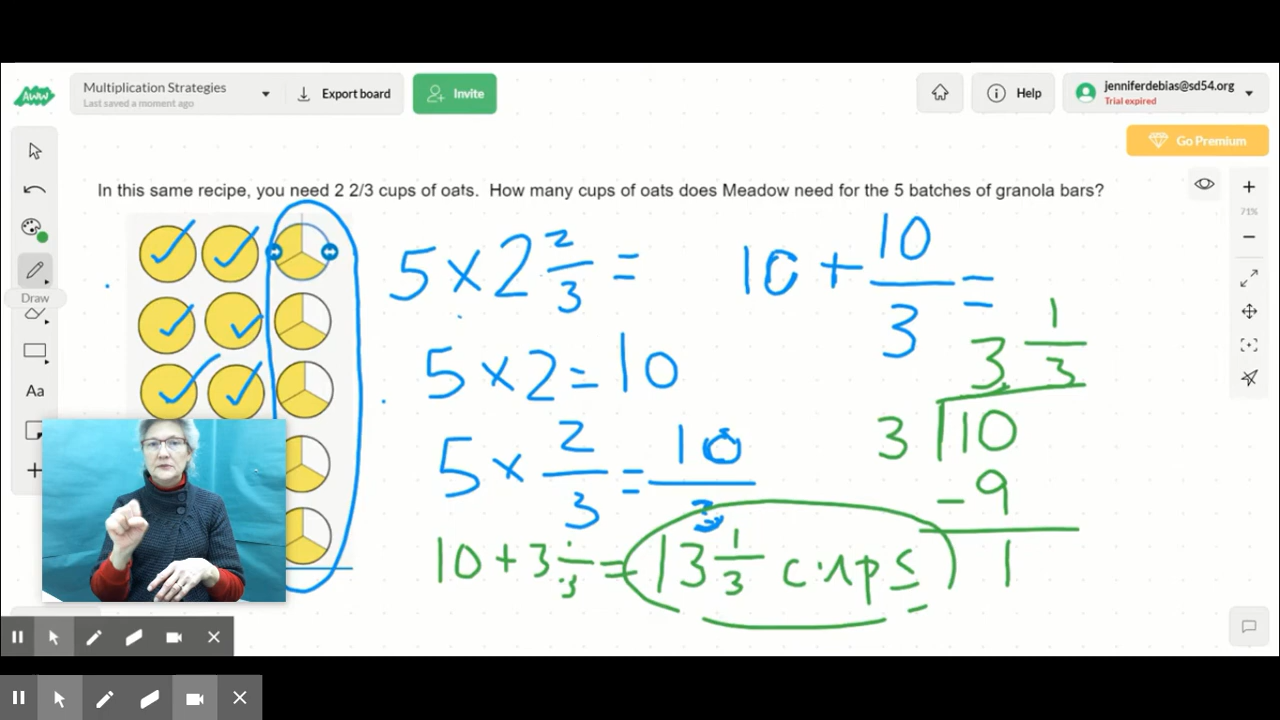 AWW
Multiplication Strategies
Last saved a moment ago
Export board
Invite
Help
jenniferdebias@sd54.org
Trial expired
Go Premium
In this same recipe, you need 2 2/3 cups of oats.  How many cups of oats does Meadow need for the 5 batches of granola bars?
71%
Draw
Aa
5 × 2 2/3 =
5 × 2 = 10
5 × 2/3 = 10/3
10 + 3 1/3 = 13 1/3 cups
10 + 10/3 =
3 1/3
3 10
- 9
1